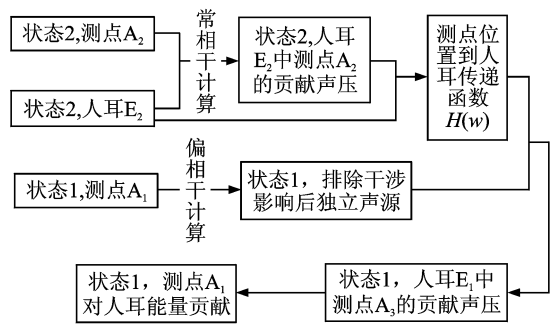 状态2,测点A₂
状态2,人耳E₂
常相干计算
状态2,人耳
E₂中测点A₂
的贡献声压
测点位
置到人
耳传递
函数
H(w)
状态1,测点A₁
偏相干计算
状态1，排除干涉
影响后独立声源
状态1，人耳E₁中
测点A₃的贡献声压
状态1，测点A₁
对人耳能量贡献